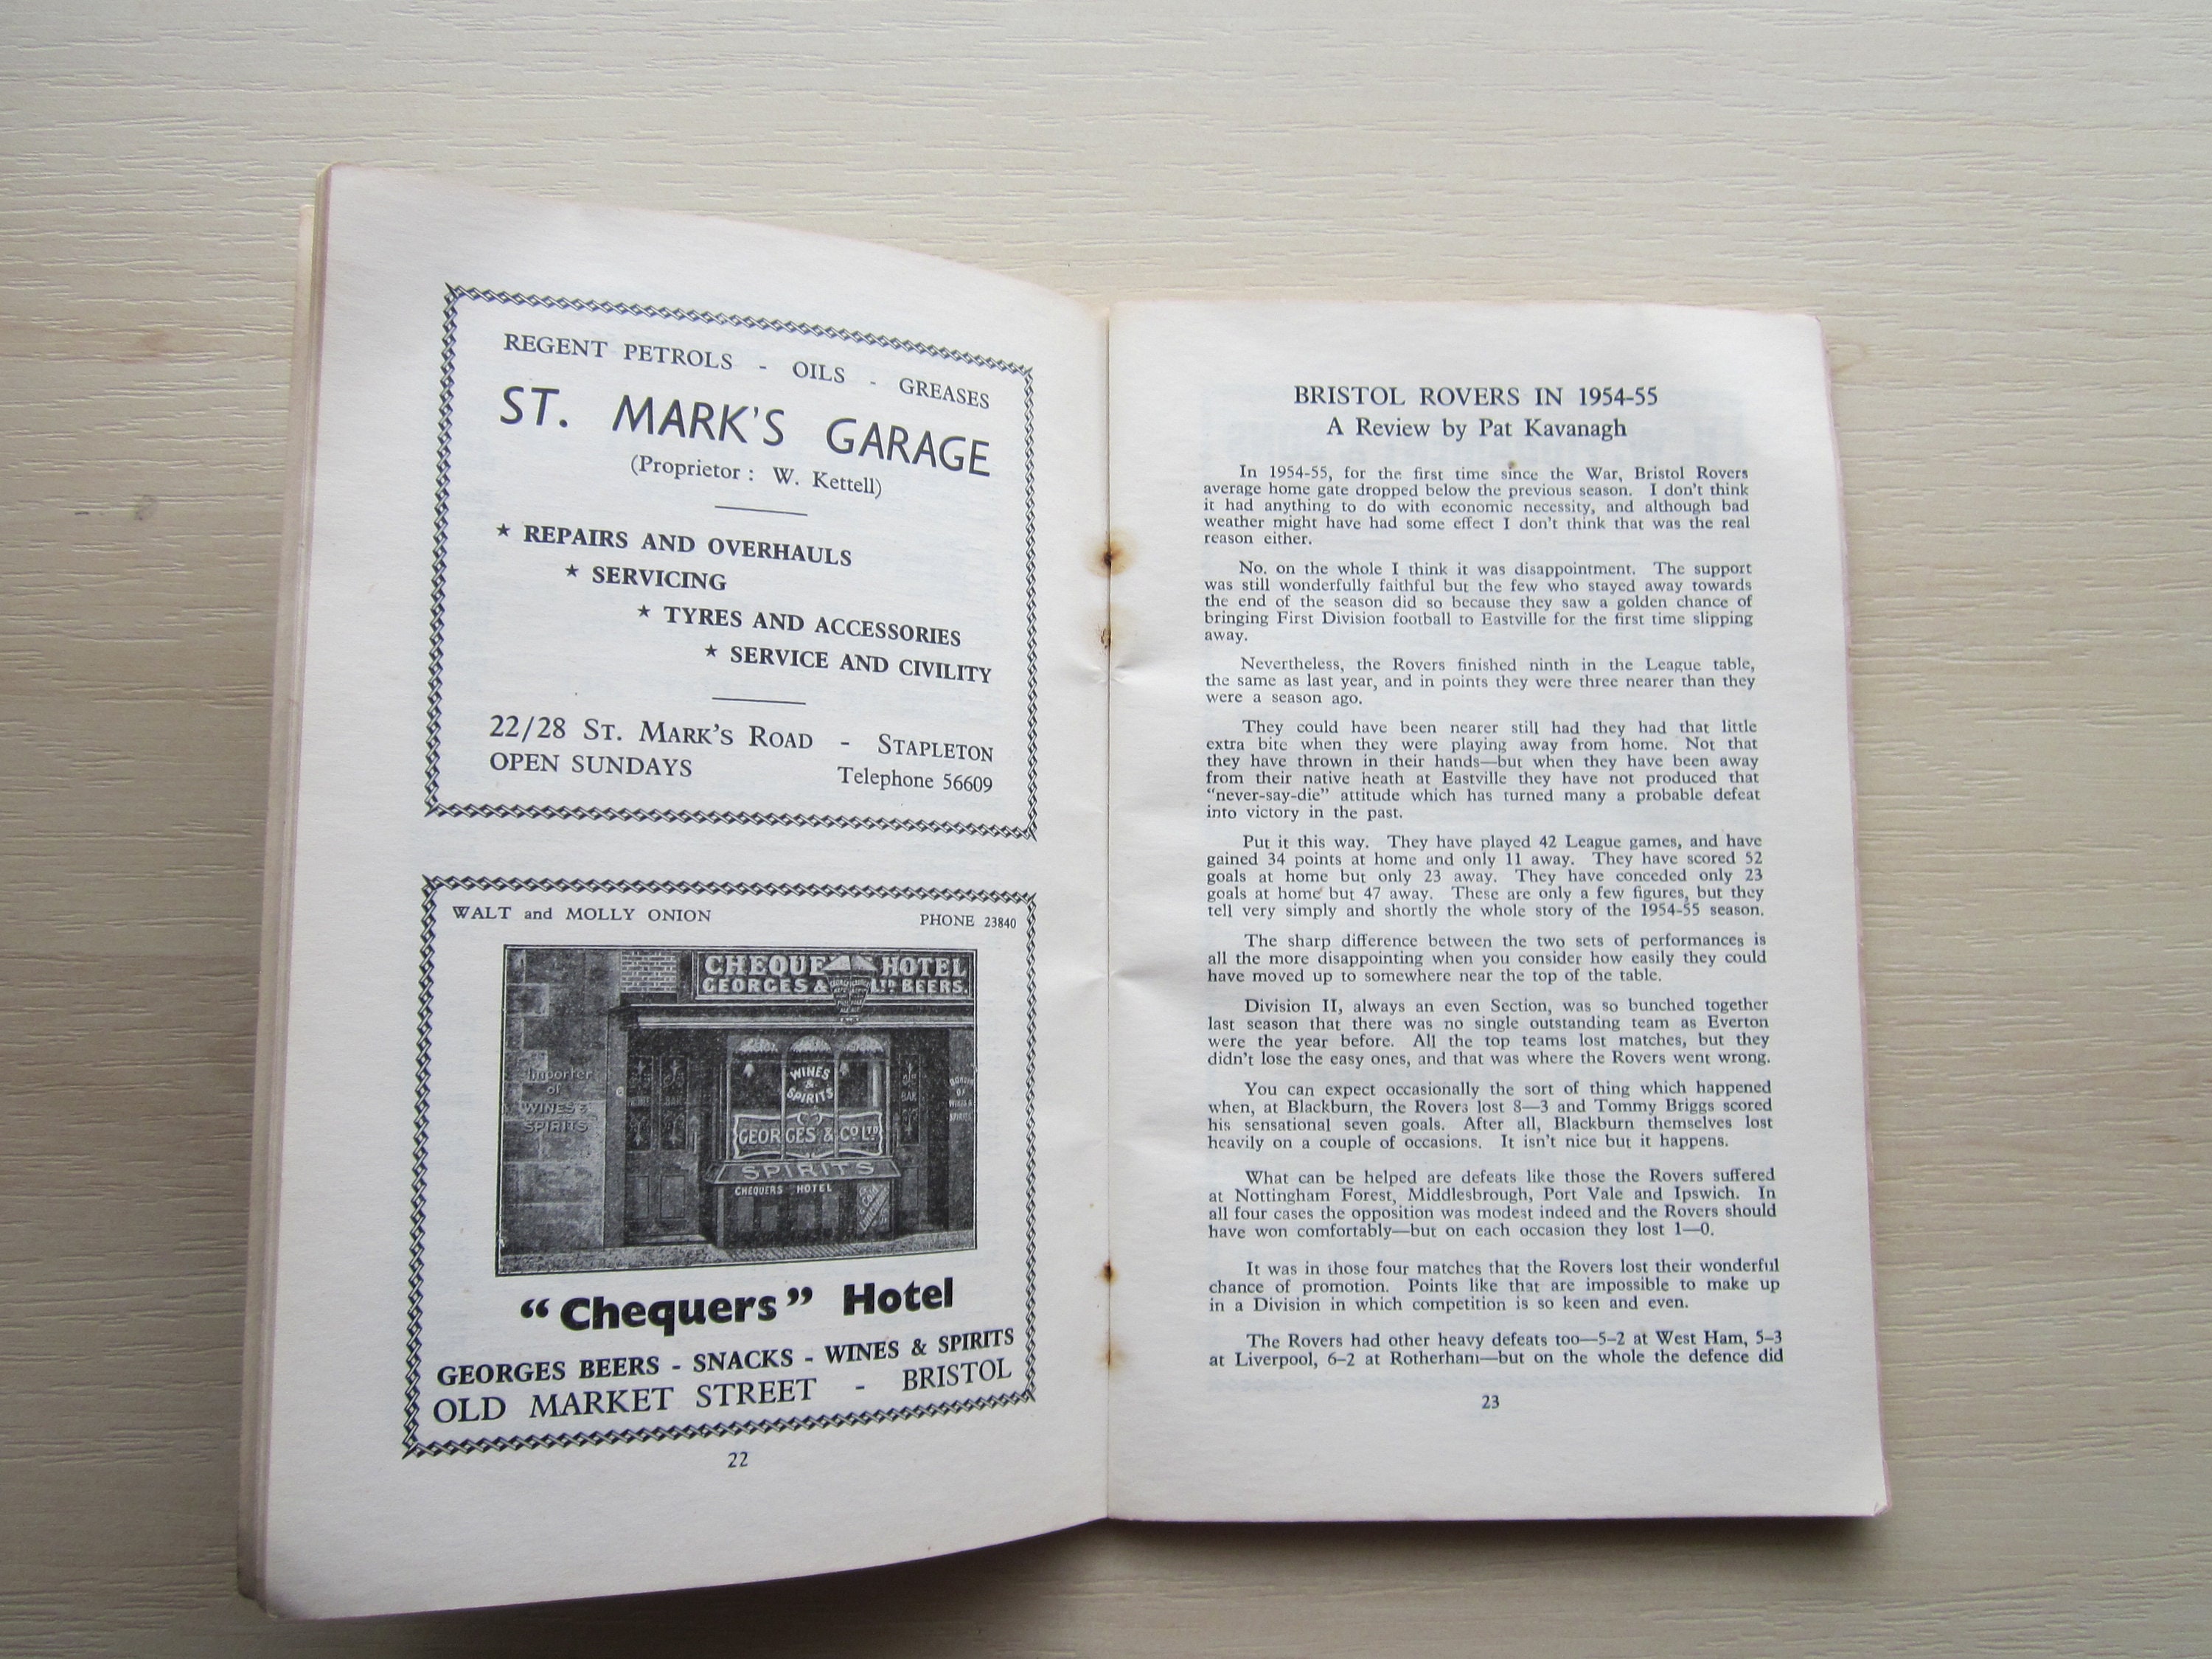 REGENT PETROLS - OILS - GREASES
ST. MARK'S GARAGE
(Proprietor : W. Kettell)
★ REPAIRS AND OVERHAULS
★ SERVICING
★ TYRES AND ACCESSORIES
★ SERVICE AND CIVILITY
22/28 ST. MARK'S ROAD - STAPLETON
OPEN SUNDAYS Telephone 56609
WALT and MOLLY ONION PHONE 23840
CHEQUE HOTEL
GEORGES & LTD BEERS.
Importer
of
WINES &
SPIRITS
WINES
&
SPIRITS
BAR
BAR
GEORGES & CO LTD
SPIRITS
CHEQUERS HOTEL
"Chequers" Hotel
GEORGES BEERS - SNACKS - WINES & SPIRITS
OLD MARKET STREET - BRISTOL
22
BRISTOL ROVERS IN 1954-55
A Review by Pat Kavanagh
In 1954-55, for the first time since the War, Bristol Rovers
average home gate dropped below the previous season. I don't think
it had anything to do with economic necessity, and although bad
weather might have had some effect I don't think that was the real
reason either.
No. on the whole I think it was disappointment. The support
was still wonderfully faithful but the few who stayed away towards
the end of the season did so because they saw a golden chance of
bringing First Division football to Eastville for the first time slipping
away.
Nevertheless, the Rovers finished ninth in the League table,
the same as last year, and in points they were three nearer than they
were a season ago.
They could have been nearer still had they had that little
extra bite when they were playing away from home. Not that
they have thrown in their hands—but when they have been away
from their native heath at Eastville they have not produced that
"never-say-die" attitude which has turned many a probable defeat
into victory in the past.
Put it this way. They have played 42 League games, and have
gained 34 points at home and only 11 away. They have scored 52
goals at home but only 23 away. They have conceded only 23
goals at home but 47 away. These are only a few figures, but they
tell very simply and shortly the whole story of the 1954-55 season.
The sharp difference between the two sets of performances is
all the more disappointing when you consider how easily they could
have moved up to somewhere near the top of the table.
Division II, always an even Section, was so bunched together
last season that there was no single outstanding team as Everton
were the year before. All the top teams lost matches, but they
didn't lose the easy ones, and that was where the Rovers went wrong.
You can expect occasionally the sort of thing which happened
when, at Blackburn, the Rovers lost 8—3 and Tommy Briggs scored
his sensational seven goals. After all, Blackburn themselves lost
heavily on a couple of occasions. It isn't nice but it happens.
What can be helped are defeats like those the Rovers suffered
at Nottingham Forest, Middlesbrough, Port Vale and Ipswich. In
all four cases the opposition was modest indeed and the Rovers should
have won comfortably—but on each occasion they lost 1—0.
It was in those four matches that the Rovers lost their wonderful
chance of promotion. Points like that are impossible to make up
in a Division in which competition is so keen and even.
The Rovers had other heavy defeats too—5-2 at West Ham, 5-3
at Liverpool, 6-2 at Rotherham—but on the whole the defence did
23